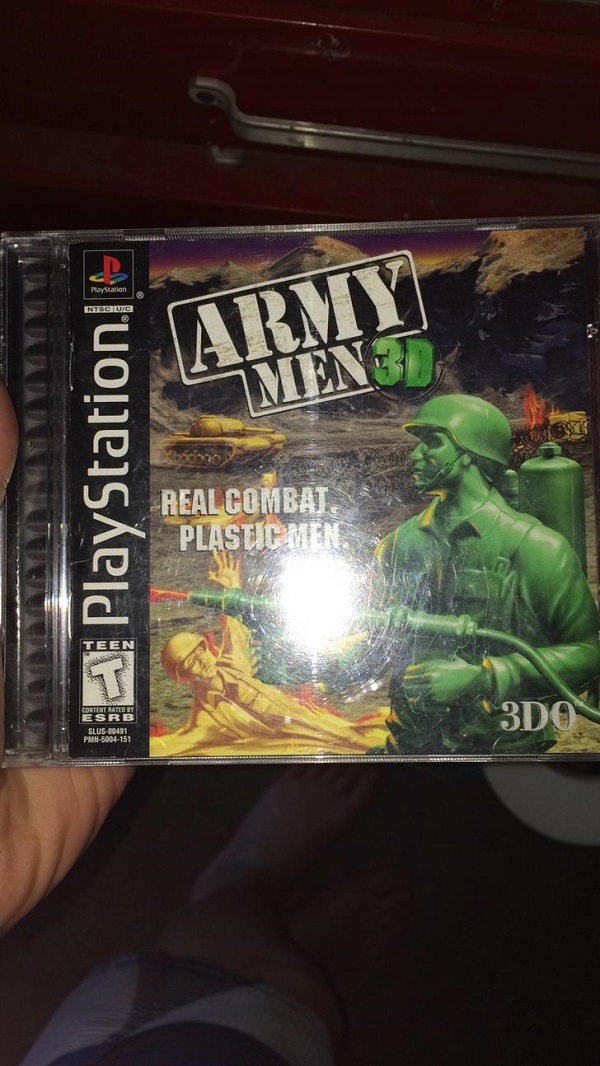 PlayStation
NTSC U/C
PlayStation®
TEEN
T
CONTENT RATED BY
ESRB
SLUS-00491
PMN-5004-151
ARMY
MEN 3D
REAL COMBAT.
PLASTIC MEN.
3DO